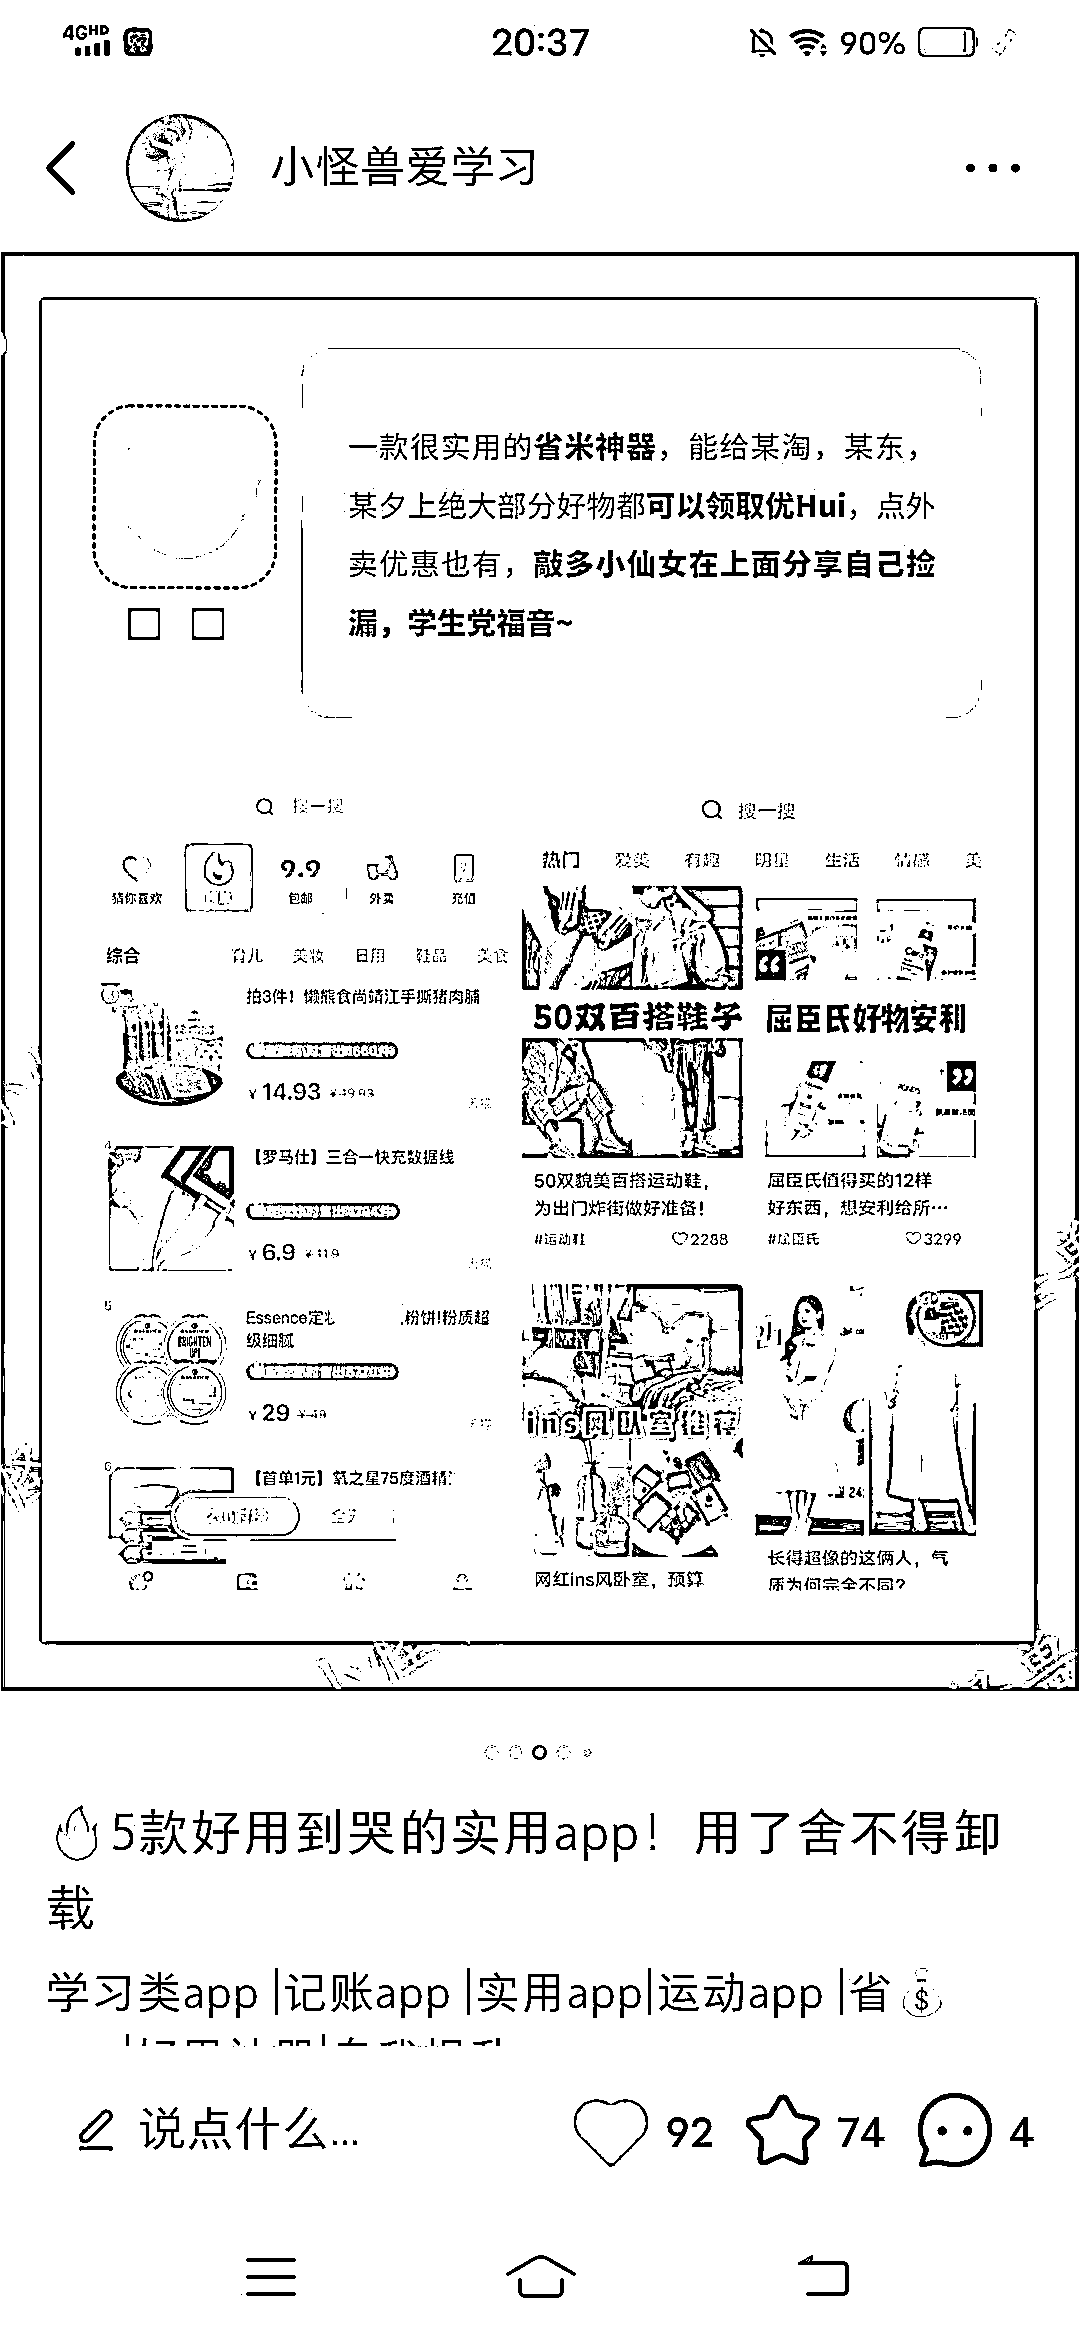 4GHD
20:37
90%
小怪兽爱学习
一款很实用的省米神器，能给某淘，某东，
某夕上绝大部分好物都可以领取优Hui，点外
卖优惠也有，敲多小仙女在上面分享自己捡
漏，学生党福音~
搜一搜
搜一搜
9.9
猜你喜欢
包邮
外卖
充值
综合
育儿
美妆
日用
鞋品
美食
拍3件！懒熊食尚靖江手撕猪肉脯
¥14.93
【罗马仕】三合一快充数据线
¥6.9 ¥11.9
Essence定
粉饼!粉质超
级细腻
¥29 ¥49
【首单1元】氧之星75度酒精
热门
爱美
有趣
明星
生活
情感
美
50双百搭鞋子
屈臣氏好物安利
50双貌美百搭运动鞋，
为出门炸街做好准备！
#运动鞋
2288
屈臣氏值得买的12样
好东西，想安利给所…
#屈臣氏
3299
ins风卧室推荐
网红ins风卧室，预算
长得超像的这俩人，气
质为何完全不同？
5款好用到哭的实用app！用了舍不得卸
载
学习类app |记账app |实用app|运动app |省
说点什么...
92
74
4